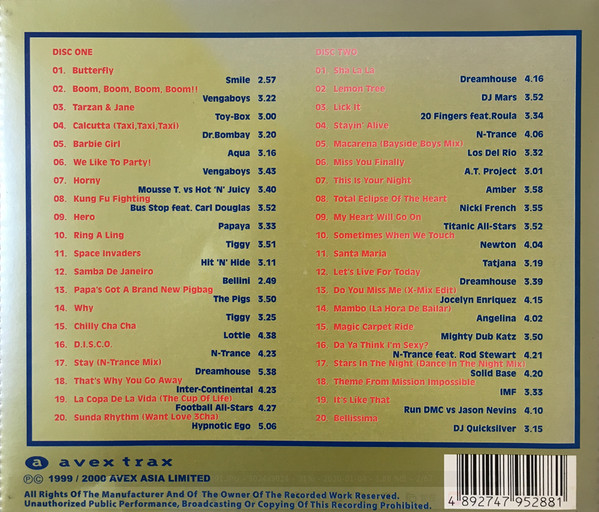 DISC ONE
01. Butterfly
Smile 2.57
02. Boom, Boom, Boom, Boom!!
Vengaboys 3.22
03. Tarzan & Jane
Toy-Box 3.00
04. Calcutta (Taxi,Taxi,Taxi)
Dr.Bombay 3.20
05. Barbie Girl
Aqua 3.16
06. We Like To Party!
Vengaboys 3.43
07. Horny
Mousse T. vs Hot 'N' Juicy 3.40
08. Kung Fu Fighting
Bus Stop feat. Carl Douglas 3.52
09. Hero
Papaya 3.33
10. Ring A Ling
Tiggy 3.51
11. Space Invaders
Hit 'N' Hide 3.11
12. Samba De Janeiro
Bellini 2.49
13. Papa's Got A Brand New Pigbag
The Pigs 3.50
14. Why
Tiggy 3.25
15. Chilly Cha Cha
Lottie 4.38
16. D.I.S.C.O.
N-Trance 4.23
17. Stay (N-Trance Mix)
Dreamhouse 5.38
18. That's Why You Go Away
Inter-Continental 4.23
19. La Copa De La Vida (The Cup Of Life)
Football All-Stars 4.27
20. Sunda Rhythm (Want Love 3Cha)
Hypnotic Ego 5.06
DISC TWO
01. Sha La La
Dreamhouse 4.16
02. Lemon Tree
DJ Mars 3.52
03. Lick It
20 Fingers feat.Roula 3.34
04. Stayin' Alive
N-Trance 4.06
05. Macarena (Bayside Boys Mix)
Los Del Rio 3.32
06. Miss You Finally
A.T. Project 3.01
07. This Is Your Night
Amber 3.58
08. Total Eclipse Of The Heart
Nicki French 3.55
09. My Heart Will Go On
Titanic All-Stars 3.52
10. Sometimes When We Touch
Newton 4.04
11. Santa Maria
Tatjana 3.19
12. Let's Live For Today
Dreamhouse 3.39
13. Do You Miss Me (X-Mix Edit)
Jocelyn Enriquez 4.15
14. Mambo (La Hora De Bailar)
Angelina 4.02
15. Magic Carpet Ride
Mighty Dub Katz 3.50
16. Da Ya Think I'm Sexy?
N-Trance feat. Rod Stewart 4.21
17. Stars In The Night (Dance In The Night Mix)
Solid Base 4.20
18. Theme From Mission Impossible
IMF 3.33
19. It's Like That
Run DMC vs Jason Nevins 4.10
20. Bellissima
DJ Quicksilver 3.15
a avex trax
℗© 1999 / 2000 AVEX ASIA LIMITED
All Rights Of The Manufacturer And Of The Owner Of The Recorded Work Reserved.
Unauthorized Public Performance, Broadcasting Or Copying Of This Recording Prohibited.
4 892747 952881